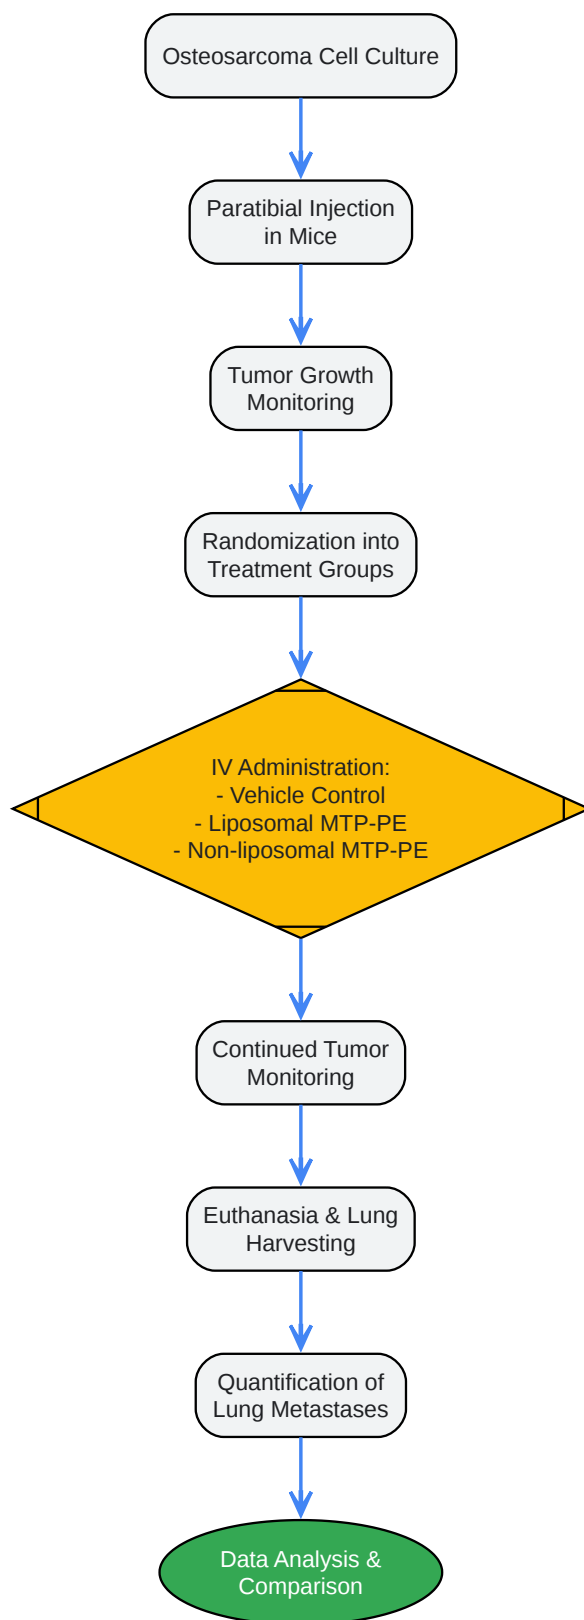 Osteosarcoma Cell Culture
Paratibial Injection
in Mice
Tumor Growth
Monitoring
Randomization into
Treatment Groups
IV Administration:
- Vehicle Control
- Liposomal MTP-PE
- Non-liposomal MTP-PE
Continued Tumor
Monitoring
Euthanasia & Lung
Harvesting
Quantification of
Lung Metastases
Data Analysis &
Comparison